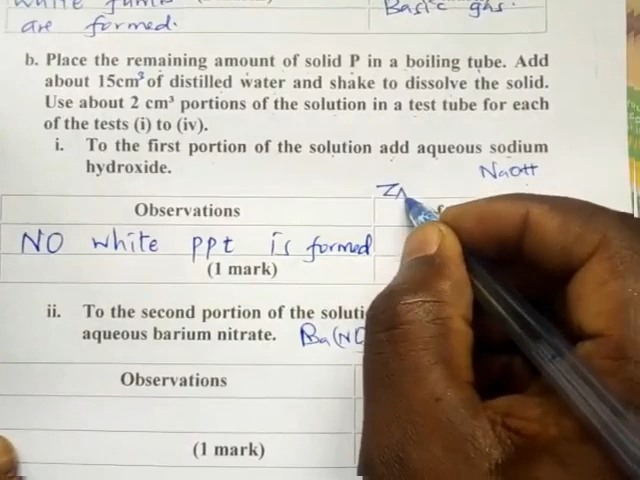 are formed.
Basic gas.
b. Place the remaining amount of solid P in a boiling tube. Add
about 15cm³ of distilled water and shake to dissolve the solid.
Use about 2 cm³ portions of the solution in a test tube for each
of the tests (i) to (iv).
i. To the first portion of the solution add aqueous sodium
hydroxide.
NaOH
Zn
Observations
NO white ppt is formed
(1 mark)
ii. To the second portion of the soluti
aqueous barium nitrate. Ba(NO
Observations
(1 mark)